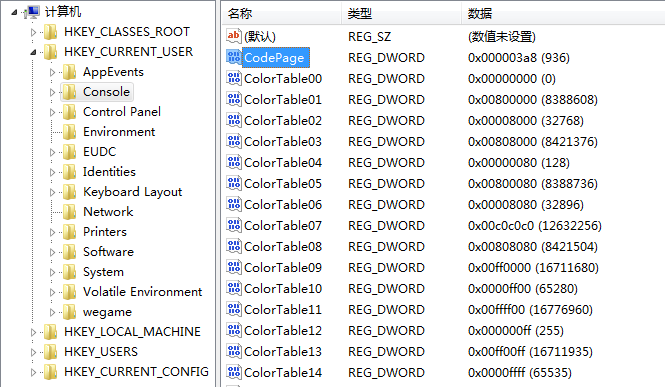 计算机
HKEY_CLASSES_ROOT
HKEY_CURRENT_USER
AppEvents
Console
Control Panel
Environment
EUDC
Identities
Keyboard Layout
Network
Printers
Software
System
Volatile Environment
wegame
HKEY_LOCAL_MACHINE
HKEY_USERS
HKEY_CURRENT_CONFIG
名称 类型 数据
(默认) REG_SZ (数值未设置)
CodePage REG_DWORD 0x000003a8 (936)
ColorTable00 REG_DWORD 0x00000000 (0)
ColorTable01 REG_DWORD 0x00800000 (8388608)
ColorTable02 REG_DWORD 0x00008000 (32768)
ColorTable03 REG_DWORD 0x00808000 (8421376)
ColorTable04 REG_DWORD 0x00000080 (128)
ColorTable05 REG_DWORD 0x00800080 (8388736)
ColorTable06 REG_DWORD 0x00008080 (32896)
ColorTable07 REG_DWORD 0x00c0c0c0 (12632256)
ColorTable08 REG_DWORD 0x00808080 (8421504)
ColorTable09 REG_DWORD 0x00ff0000 (16711680)
ColorTable10 REG_DWORD 0x0000ff00 (65280)
ColorTable11 REG_DWORD 0x00ffff00 (16776960)
ColorTable12 REG_DWORD 0x000000ff (255)
ColorTable13 REG_DWORD 0x00ff00ff (16711935)
ColorTable14 REG_DWORD 0x0000ffff (65535)